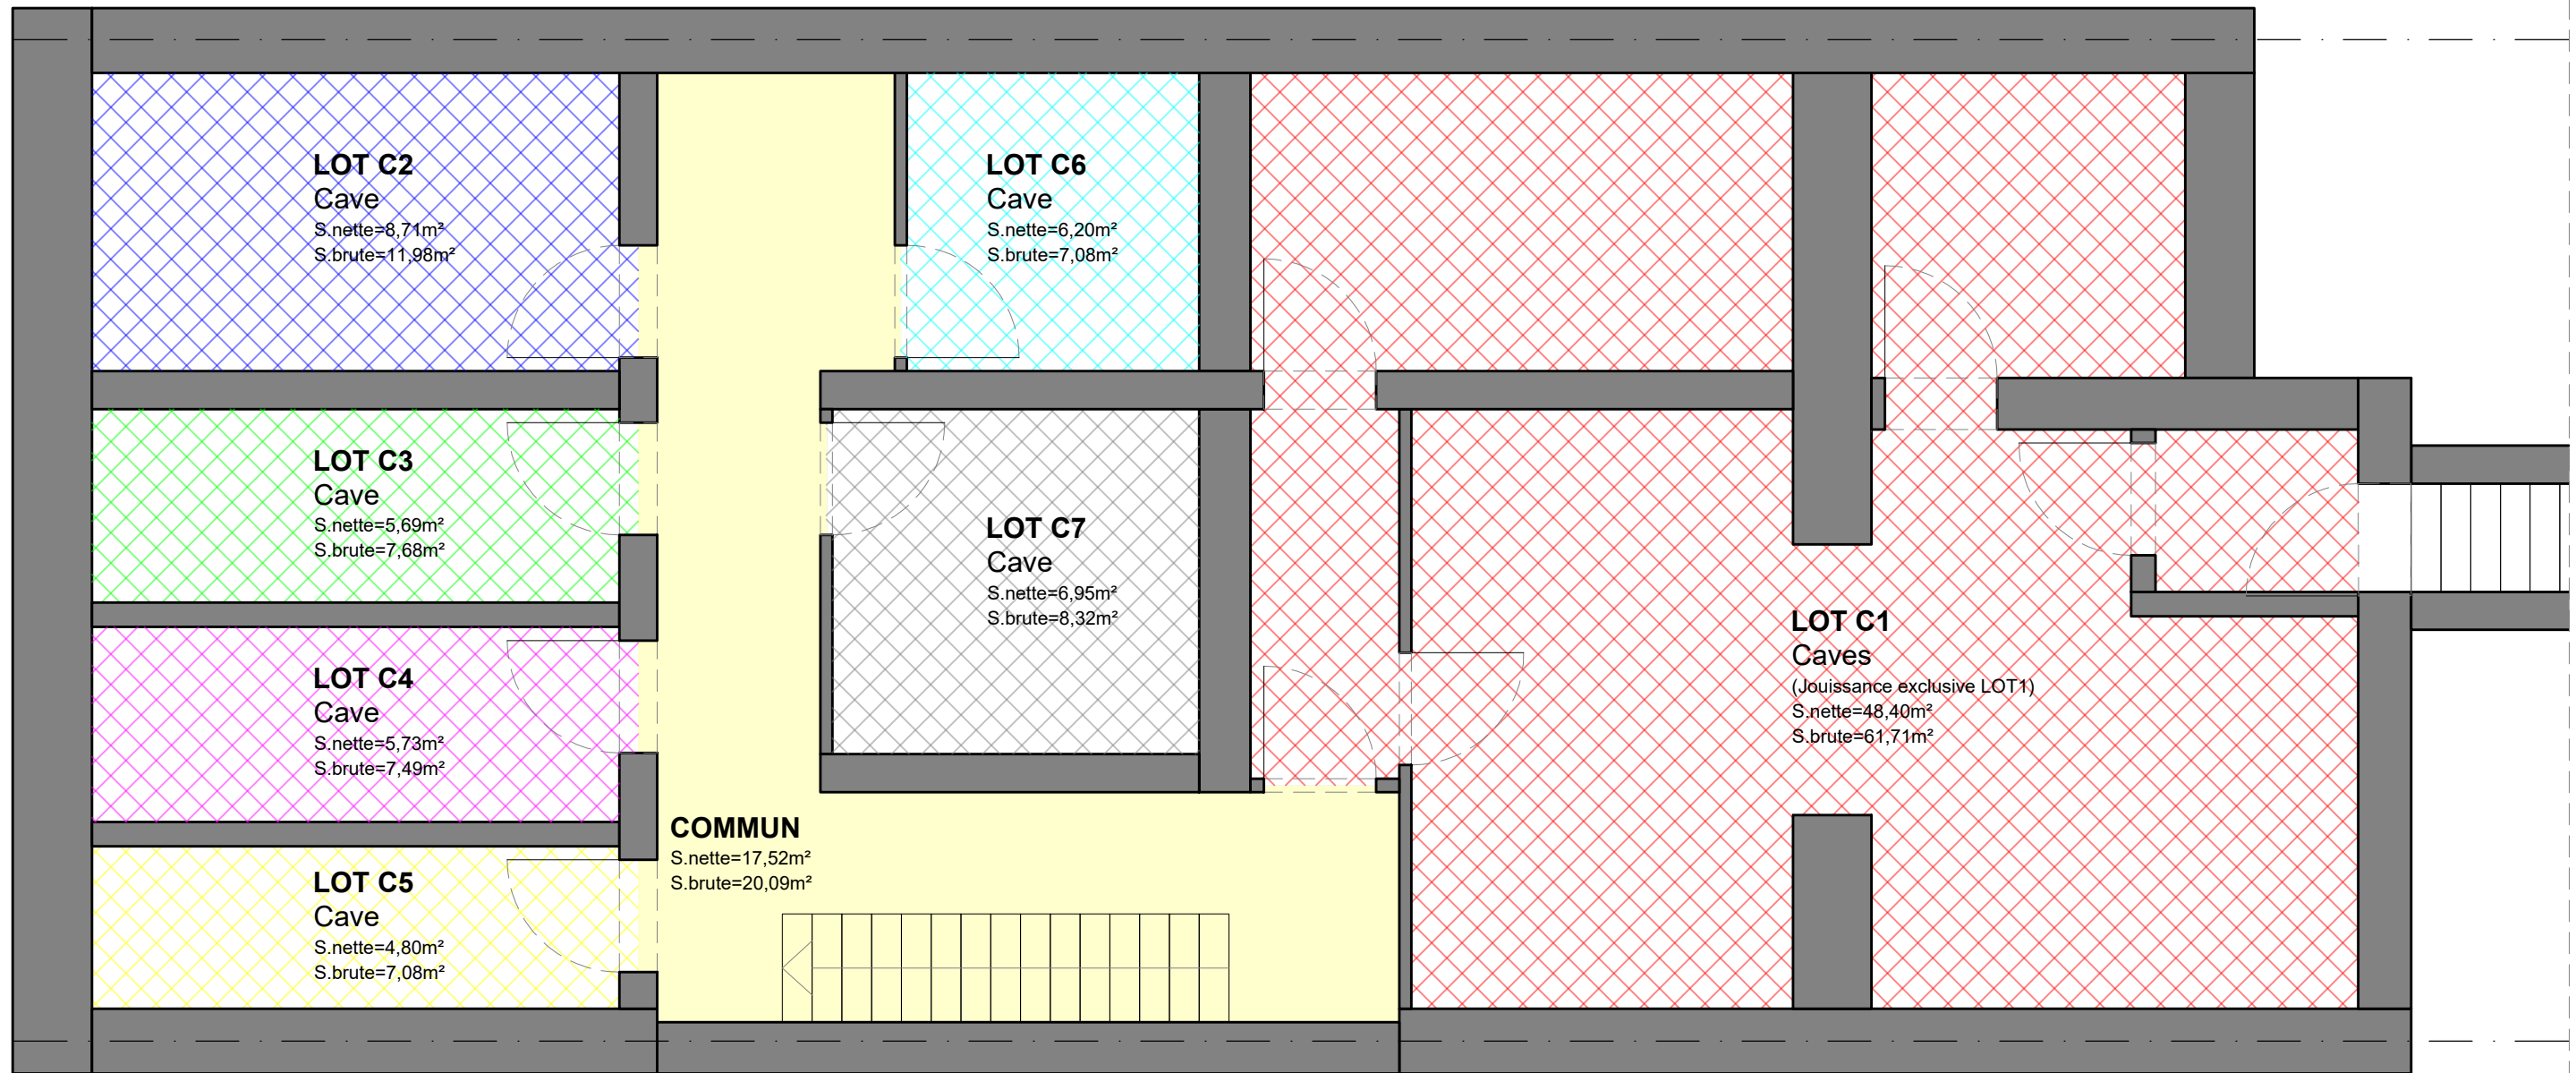 LOT C2
Cave
S.nette=8,71m²
S.brute=11,98m²
LOT C6
Cave
S.nette=6,20m²
S.brute=7,08m²
LOT C3
Cave
S.nette=5,69m²
S.brute=7,68m²
LOT C7
Cave
S.nette=6,95m²
S.brute=8,32m²
LOT C1
Caves
(Jouissance exclusive LOT1)
S.nette=48,40m²
S.brute=61,71m²
LOT C4
Cave
S.nette=5,73m²
S.brute=7,49m²
COMMUN
S.nette=17,52m²
S.brute=20,09m²
LOT C5
Cave
S.nette=4,80m²
S.brute=7,08m²